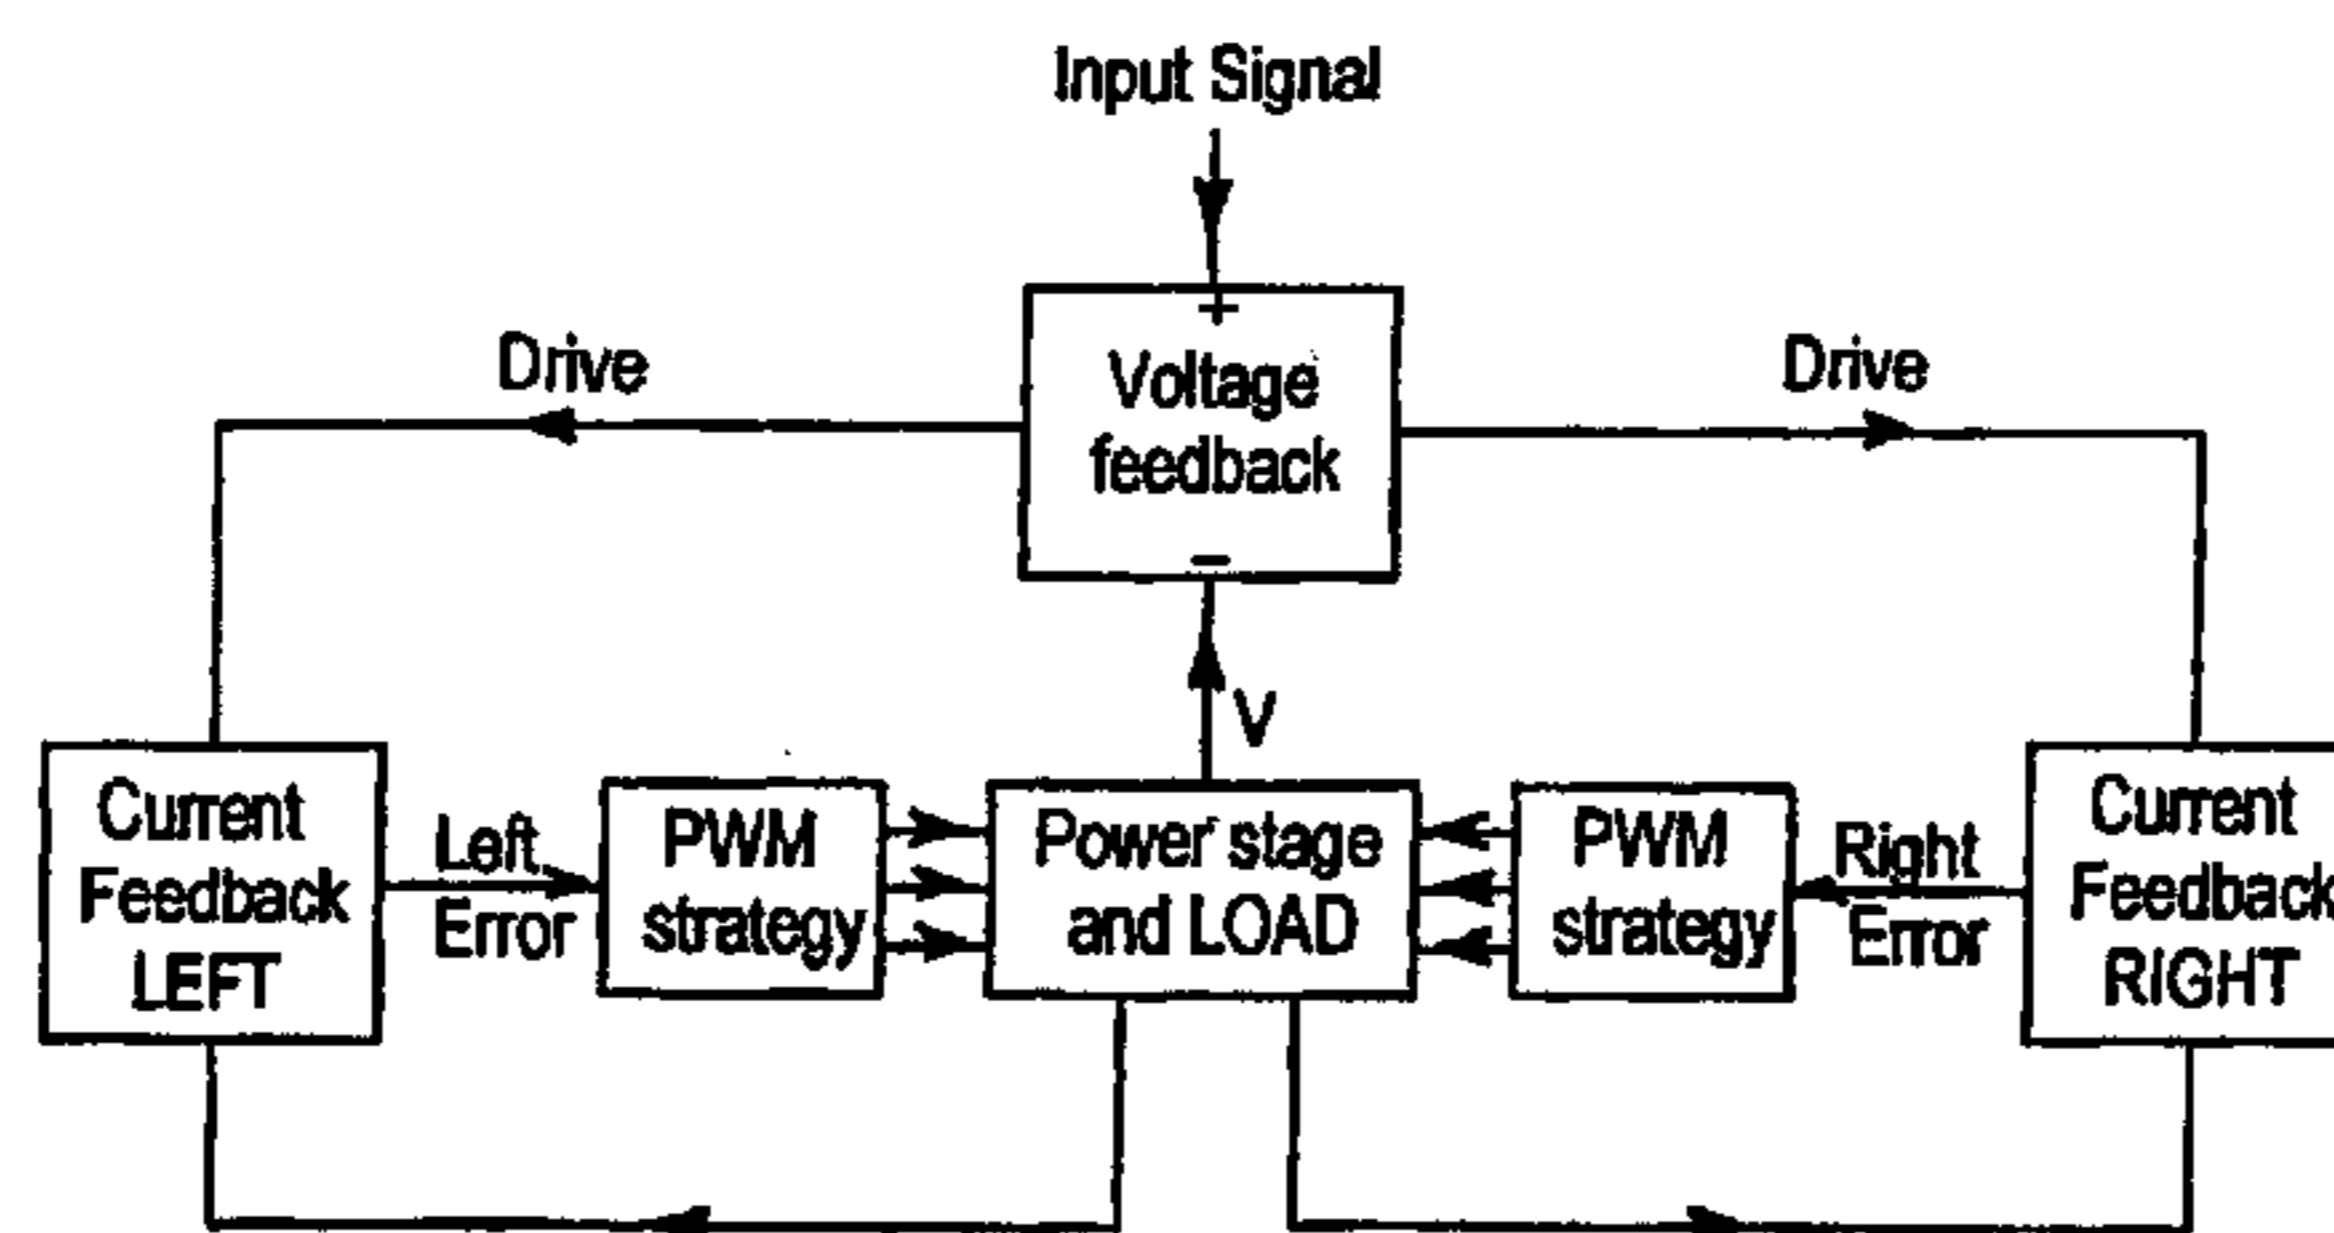 Input Signal
+
Drive
Voltage
feedback
−
Drive
V
Current
Feedback
LEFT
Left
Error
PWM
strategy
Power stage
and LOAD
PWM
strategy
Right
Error
Current
Feedback
RIGHT